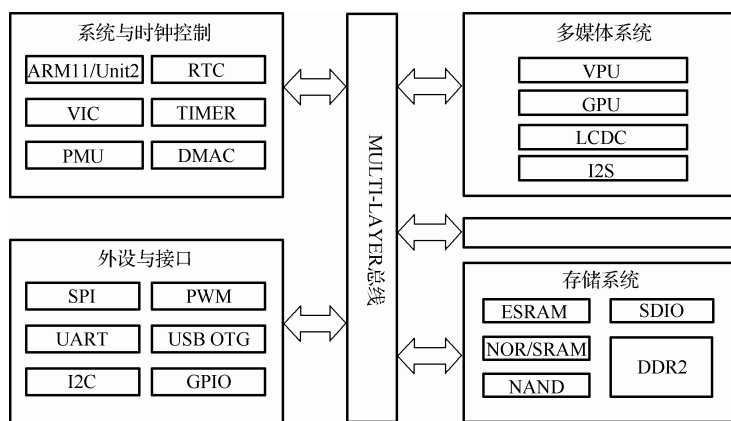 系统与时钟控制
ARM11/Unit2 RTC
VIC TIMER
PMU DMAC
外设与接口
SPI PWM
UART USB OTG
I2C GPIO
MULTI-LAYER总线
多媒体系统
VPU
GPU
LCDC
I2S
存储系统
ESRAM SDIO
NOR/SRAM
DDR2
NAND